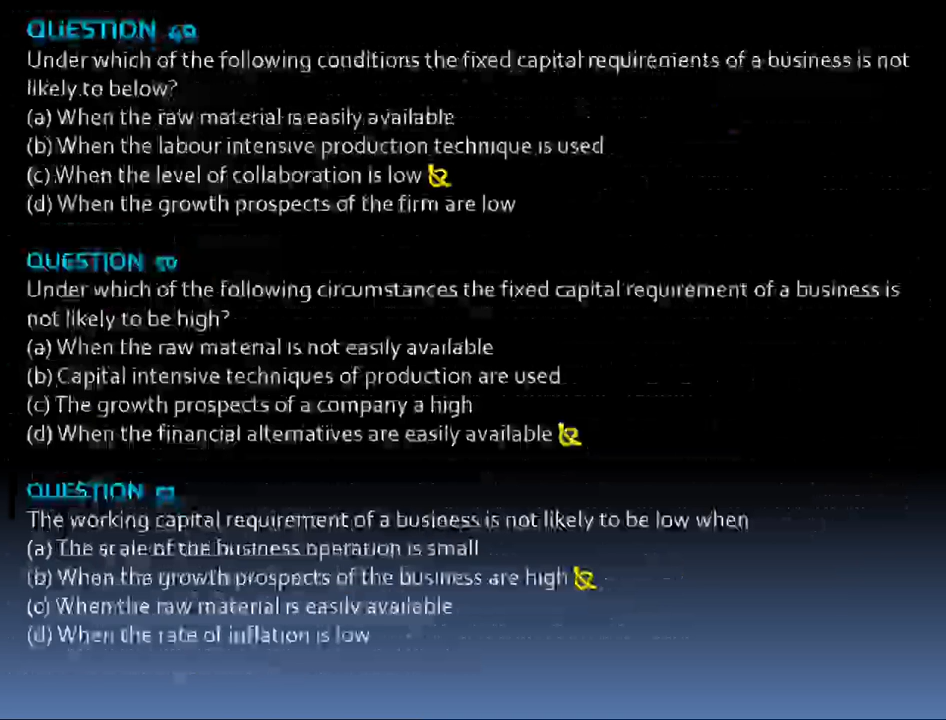 QUESTION 49
Under which of the following conditions the fixed capital requirements of a business is not
likely to below?
(a) When the raw material is easily available
(b) When the labour intensive production technique is used
(c) When the level of collaboration is low
(d) When the growth prospects of the firm are low
QUESTION 50
Under which of the following circumstances the fixed capital requirement of a business is
not likely to be high?
(a) When the raw material is not easily available
(b) Capital intensive techniques of production are used
(c) The growth prospects of a company a high
(d) When the financial alternatives are easily available
QUESTION 51
The working capital requirement of a business is not likely to be low when
(a) The scale of the business operation is small
(b) When the growth prospects of the business are high
(c) When the raw material is easily available
(d) When the rate of inflation is low